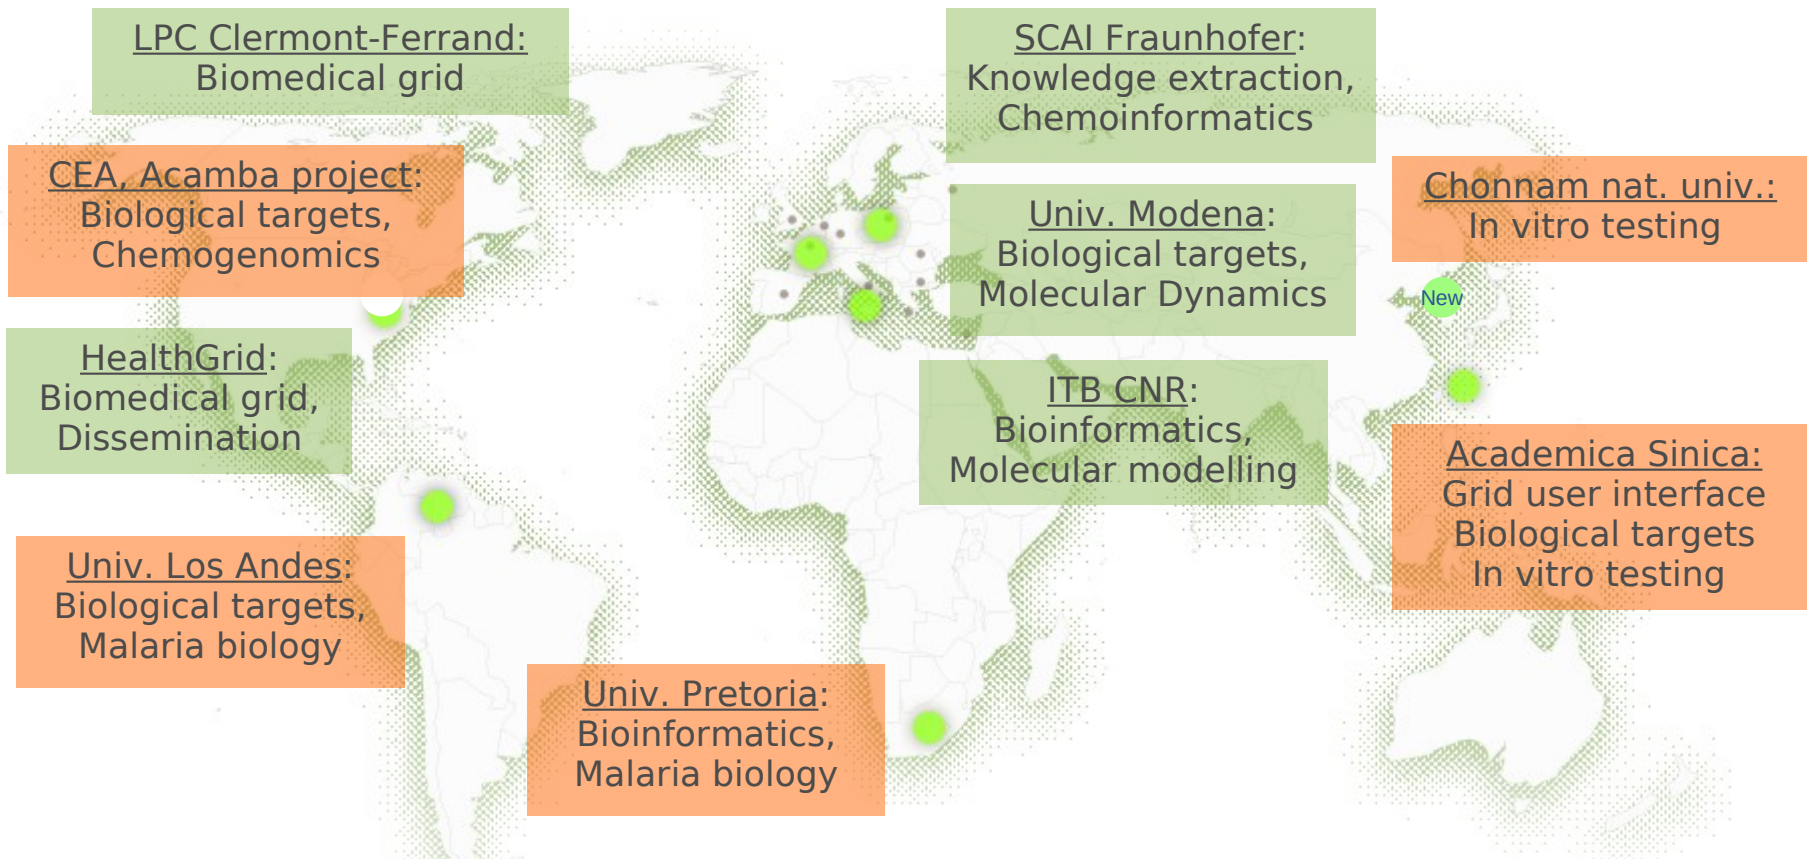 LPC Clermont-Ferrand:
Biomedical grid
SCAI Fraunhofer:
Knowledge extraction,
Chemoinformatics
CEA, Acamba project:
Biological targets,
Chemogenomics
Chonnam nat. univ.:
In vitro testing
Univ. Modena:
Biological targets,
Molecular Dynamics
New
HealthGrid:
Biomedical grid,
Dissemination
ITB CNR:
Bioinformatics,
Molecular modelling
Academica Sinica:
Grid user interface
Biological targets
In vitro testing
Univ. Los Andes:
Biological targets,
Malaria biology
Univ. Pretoria:
Bioinformatics,
Malaria biology